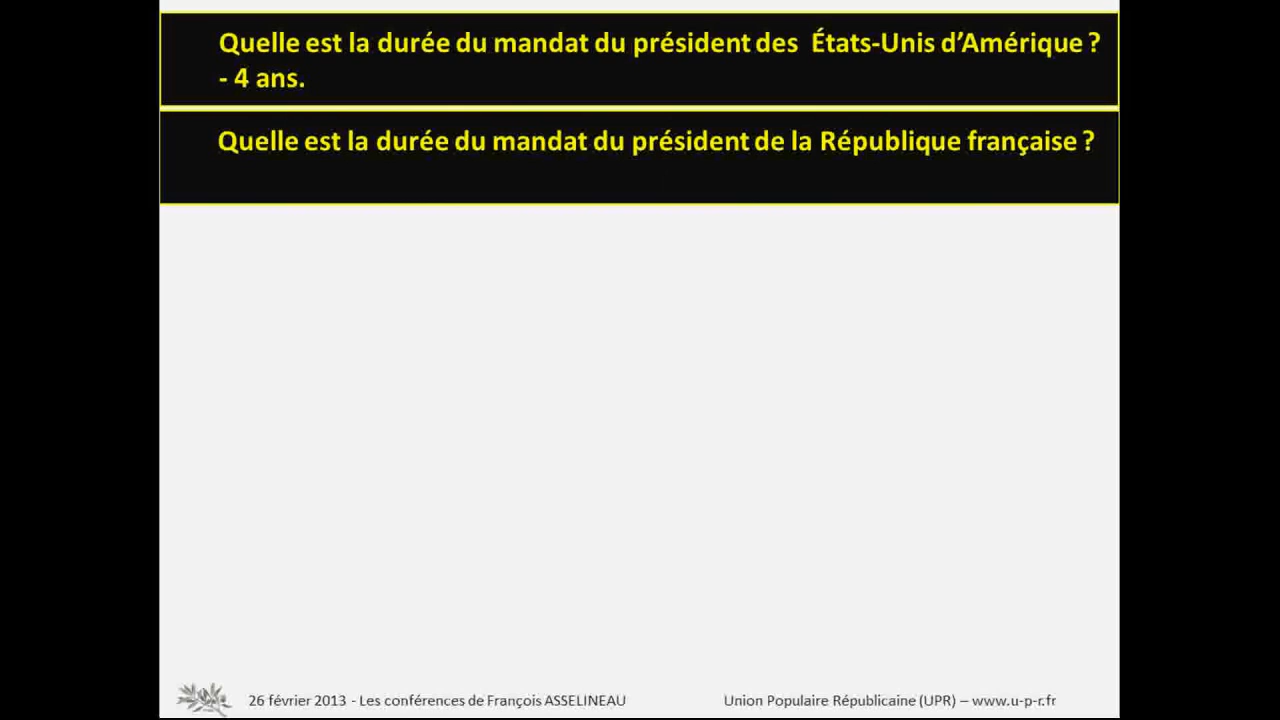 Quelle est la durée du mandat du président des États-Unis d’Amérique ?
- 4 ans.
Quelle est la durée du mandat du président de la République française ?
26 février 2013 - Les conférences de François ASSELINEAU Union Populaire Républicaine (UPR) – www.u-p-r.fr